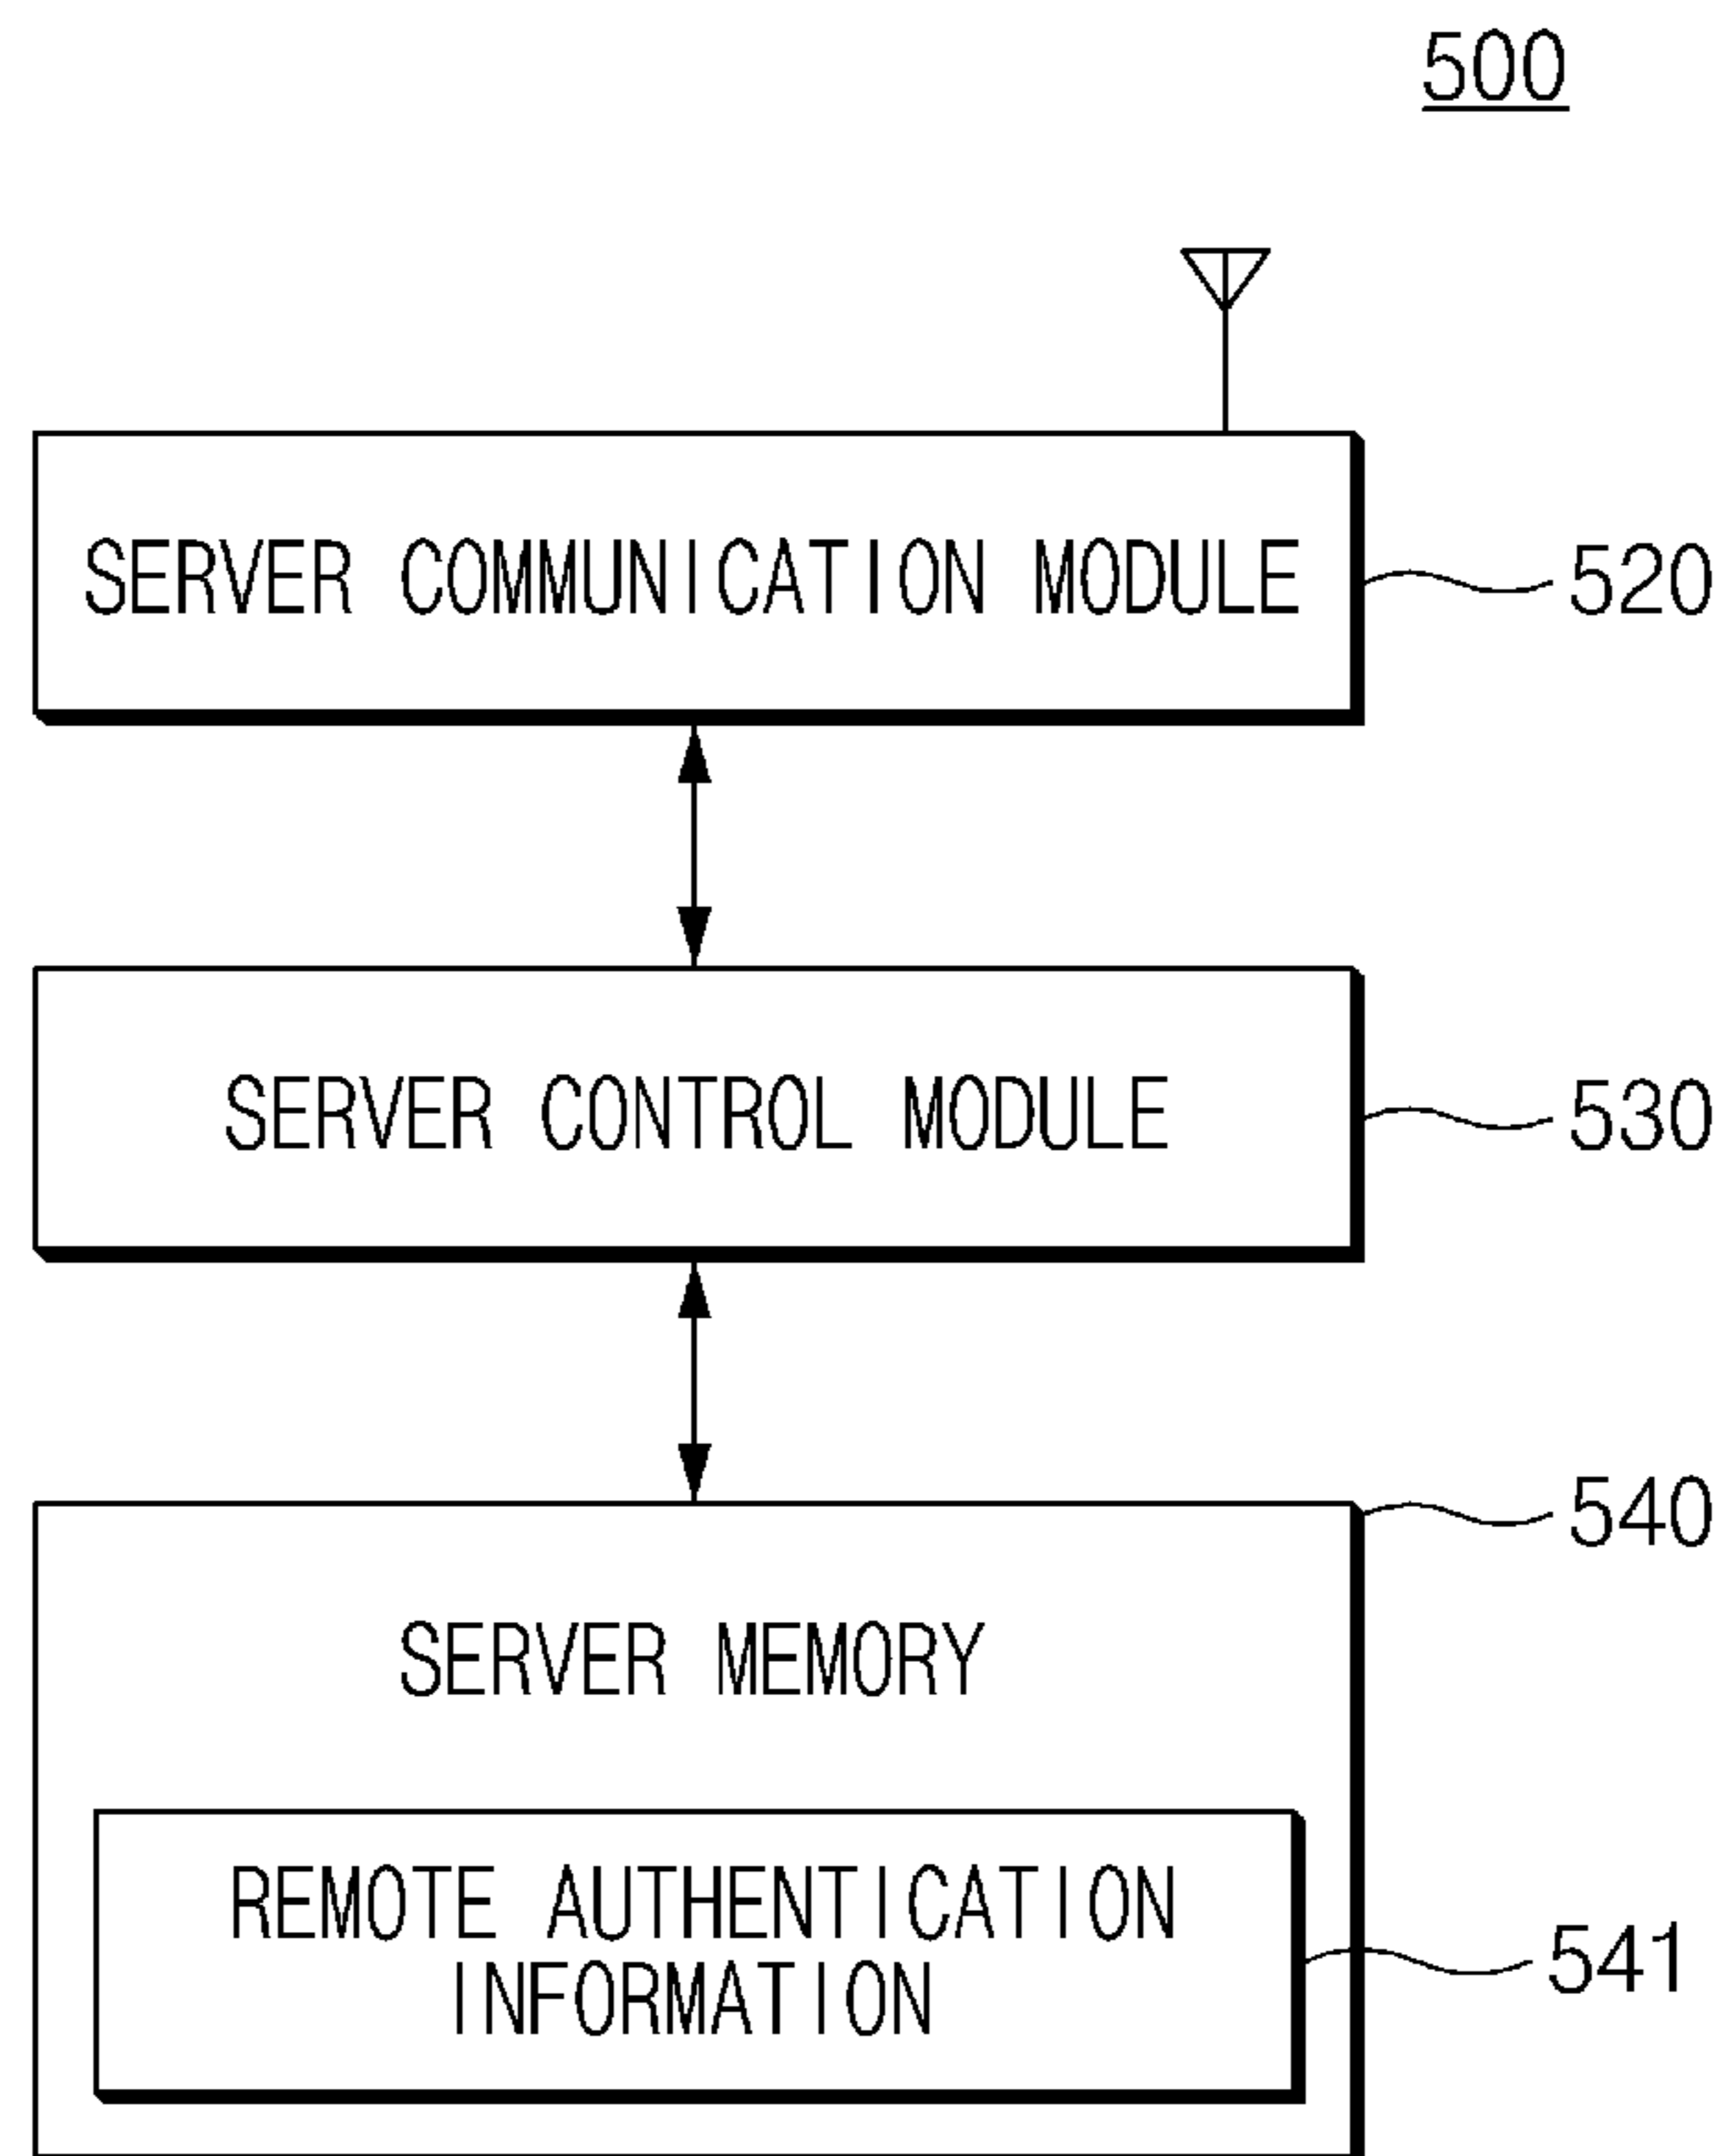 500
SERVER COMMUNICATION MODULE
520
SERVER CONTROL MODULE
530
540
SERVER MEMORY
REMOTE AUTHENTICATION
INFORMATION
541